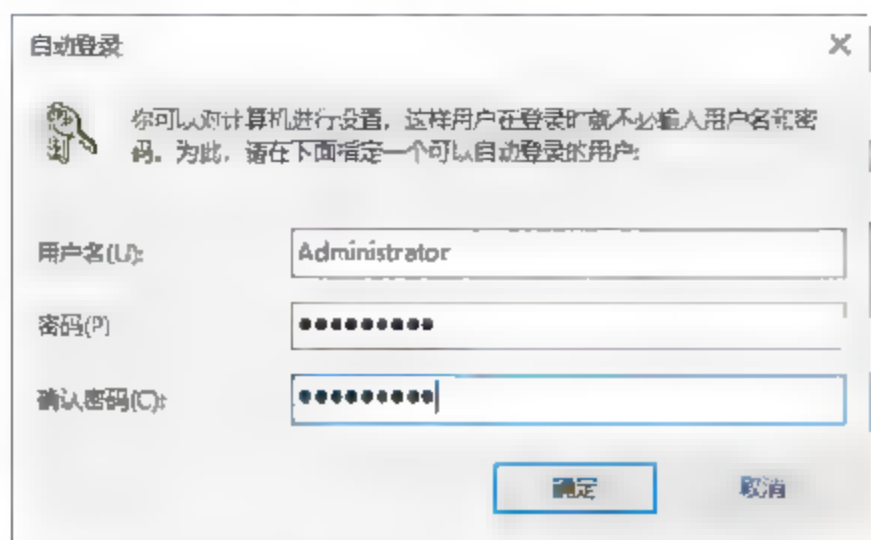 自动登录
你可以对计算机进行设置，这样用户在登录时就不必输入用户名和密
码。为此，请在下面指定一个可以自动登录的用户:
用户名(U):
Administrator
密码(P)
●●●●●●●●●
确认密码(C):
●●●●●●●●●
确定
取消